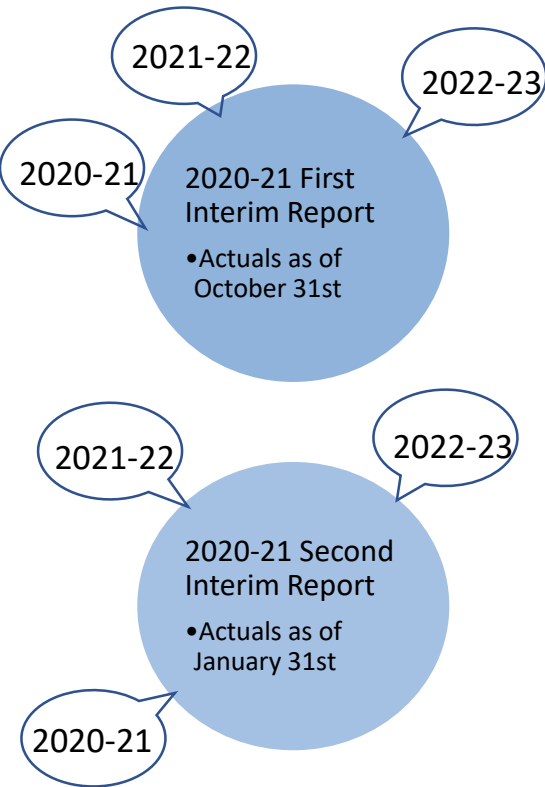 2021-22
2022-23
2020-21
2020-21 First
Interim Report
•Actuals as of
October 31st
2021-22
2022-23
2020-21 Second
Interim Report
•Actuals as of
January 31st
2020-21